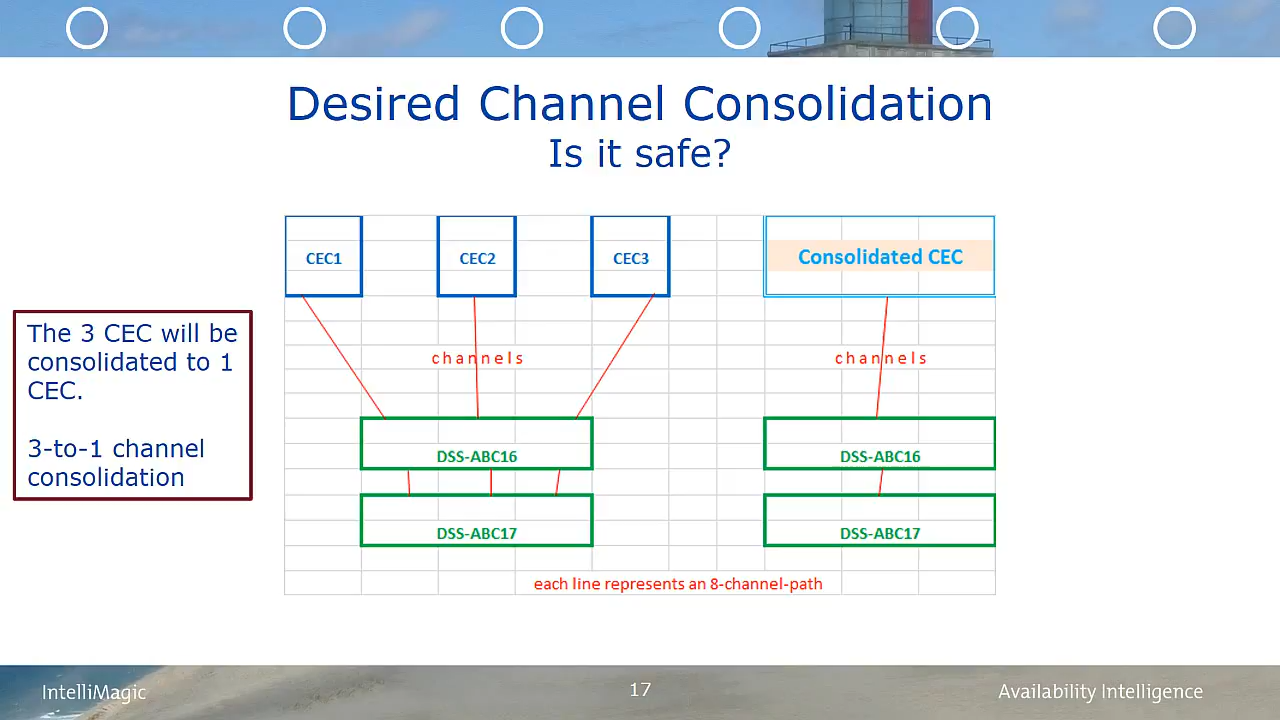 Desired Channel Consolidation
Is it safe?
CEC1
CEC2
CEC3
Consolidated CEC
The 3 CEC will be
consolidated to 1
CEC.
3-to-1 channel
consolidation
channels
channels
DSS-ABC16
DSS-ABC16
DSS-ABC17
DSS-ABC17
each line represents an 8-channel-path
IntelliMagic
17
Availability Intelligence